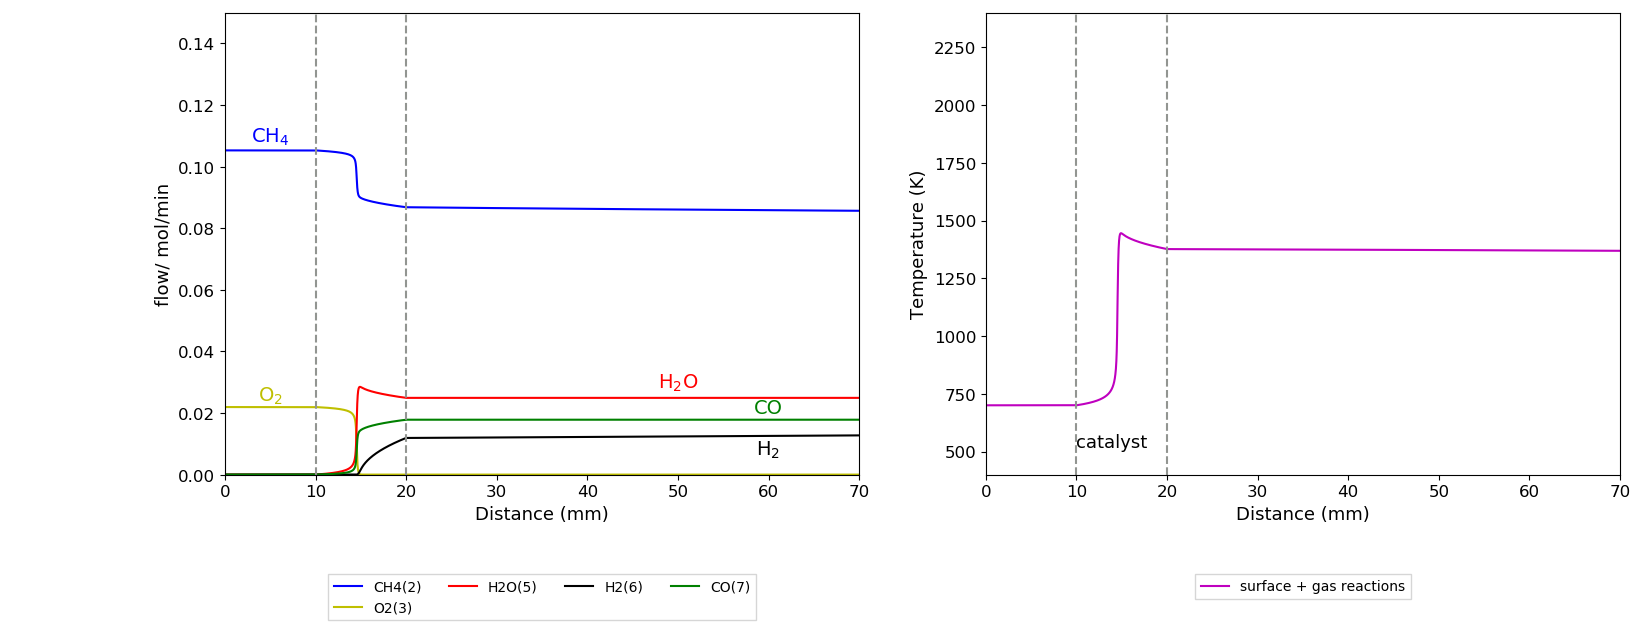 0.14
0.12
0.10
0.08
0.06
0.04
0.02
0.00
flow/ mol/min
CH4
O2
H2O
CO
H2
0 10 20 30 40 50 60 70
Distance (mm)
CH4(2) H2O(5) H2(6) CO(7)
O2(3)
2250
2000
1750
1500
1250
1000
750
500
Temperature (K)
catalyst
0 10 20 30 40 50 60 70
Distance (mm)
surface + gas reactions